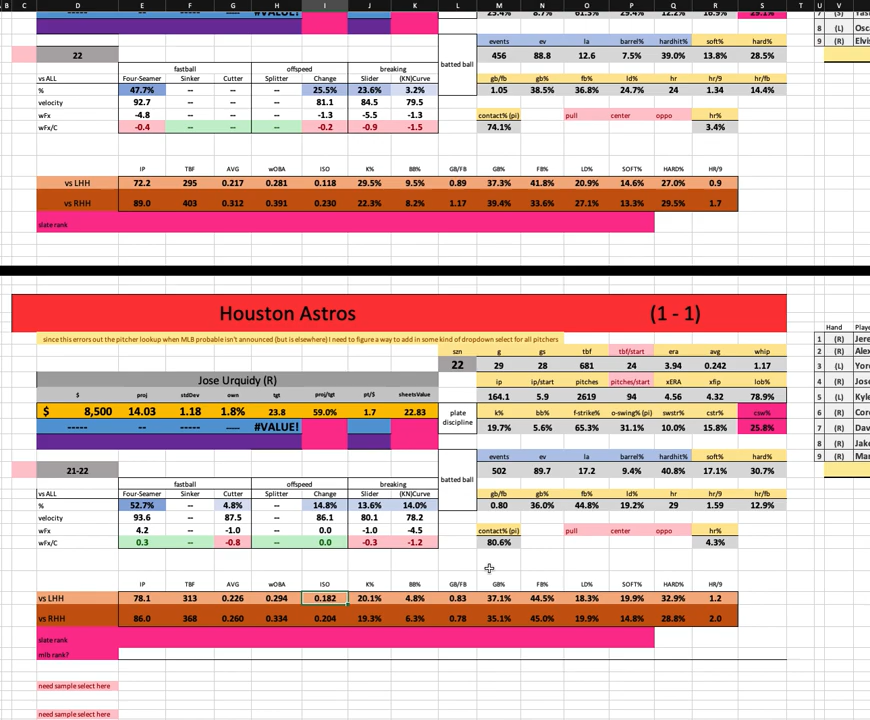 A B C D E F G H I J K L M N O P Q R S T U V
#VALUE! 29.1%
8 (L) Osca
events ev la barrel% hardhit% soft% hard% 9 (R) Elvis
22 batted ball 456 88.8 12.6 7.5% 39.0% 13.8% 28.5%
fastball offspeed breaking
vs ALL Four-Seamer Sinker Cutter Splitter Change Slider (KN)Curve gb/fb gb% fb% ld% hr hr/9 hr/fb
% 47.7% -- -- -- 25.5% 23.6% 3.2% 1.05 38.5% 36.8% 24.7% 24 1.34 14.4%
velocity 92.7 -- -- -- 81.1 84.5 79.5
wFx -4.8 -- -- -- -1.3 -5.5 -1.3 contact% (pi) pull center oppo hr%
wFx/C -0.4 -- -- -- -0.2 -0.9 -1.5 74.1% 3.4%
IP TBF AVG wOBA ISO K% BB% GB/FB GB% FB% LD% SOFT% HARD% HR/9
vs LHH 72.2 295 0.217 0.281 0.118 29.5% 9.5% 0.89 37.3% 41.8% 20.9% 14.6% 27.0% 0.9
vs RHH 89.0 403 0.312 0.391 0.230 22.3% 8.2% 1.17 39.4% 33.6% 27.1% 13.3% 29.5% 1.7
slate rank
Houston Astros (1 - 1)
Hand Playe
since this errors out the pitcher lookup when MLB probable isn't announced (but is elsewhere) I need to figure a way to add in some kind of dropdown select for all pitchers 1 (R) Jere
szn g gs tbf tbf/start era avg whip 2 (R) Alex
22 29 28 681 24 3.94 0.242 1.17 3 (L) Yor
Jose Urquidy (R) ip ip/start pitches pitches/start xERA xfip lob% 4 (R) Jos
$ proj stdDev own tgt proj/tgt pt/$ sheetsValue 164.1 5.9 2619 94 4.56 4.32 78.9% 5 (L) Kyle
$ 8,500 14.03 1.18 1.8% 23.8 59.0% 1.7 22.83 plate discipline k% bb% f-strike% o-swing% (pi) swstr% cstr% csw% 6 (R) Cor
----- -- ---- #VALUE! 19.7% 5.6% 65.3% 31.1% 10.0% 15.8% 25.8% 7 (R) Dav
8 (R) Jake
events ev la barrel% hardhit% soft% hard% 9 (R) Mar
21-22 batted ball 502 89.7 17.2 9.4% 40.8% 17.1% 30.7%
fastball offspeed breaking
vs ALL Four-Seamer Sinker Cutter Splitter Change Slider (KN)Curve gb/fb gb% fb% ld% hr hr/9 hr/fb
% 52.7% -- 4.8% -- 14.8% 13.6% 14.0% 0.80 36.0% 44.8% 19.2% 29 1.59 12.9%
velocity 93.6 -- 87.5 -- 86.1 80.1 78.2
wFx 4.2 -- -1.0 -- 0.0 -1.0 -4.5 contact% (pi) pull center oppo hr%
wFx/C 0.3 -- -0.8 -- 0.0 -0.3 -1.2 80.6% 4.3%
IP TBF AVG wOBA ISO K% BB% GB/FB GB% FB% LD% SOFT% HARD% HR/9
vs LHH 78.1 313 0.226 0.294 0.182 20.1% 4.8% 0.83 37.1% 44.5% 18.3% 19.9% 32.9% 1.2
vs RHH 86.0 368 0.260 0.334 0.204 19.3% 6.3% 0.78 35.1% 45.0% 19.9% 14.8% 28.8% 2.0
slate rank
mlb rank?
need sample select here
need sample select here